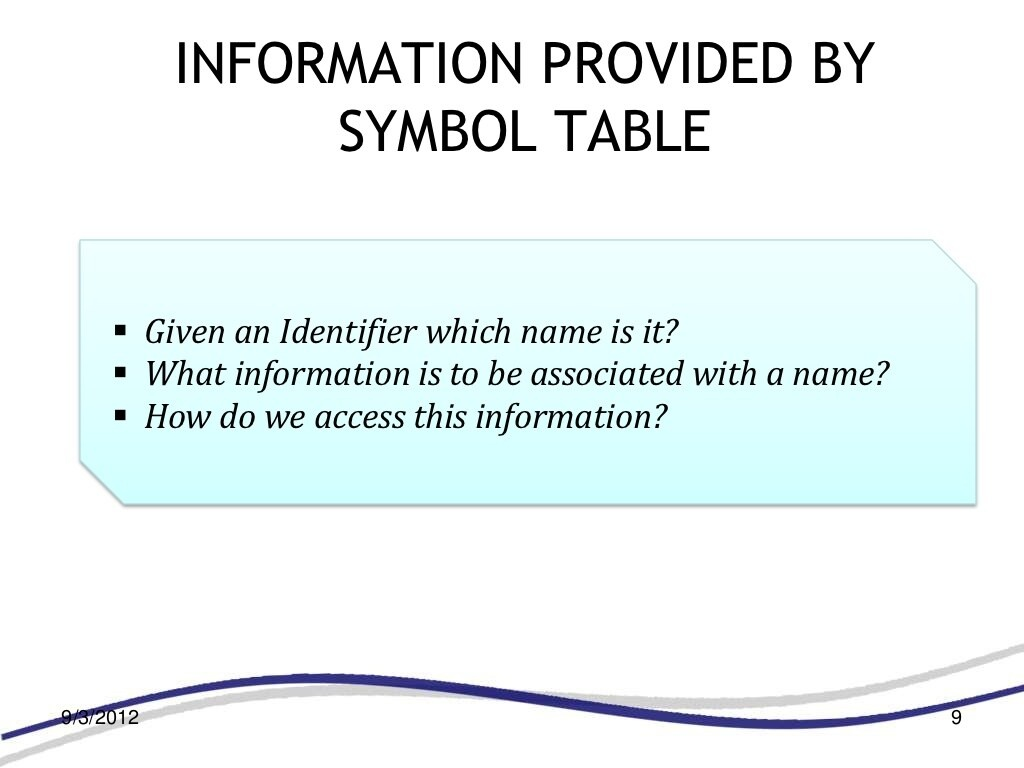 INFORMATION PROVIDED BY
SYMBOL TABLE
▪ Given an Identifier which name is it?
▪ What information is to be associated with a name?
▪ How do we access this information?
9/3/2012
9